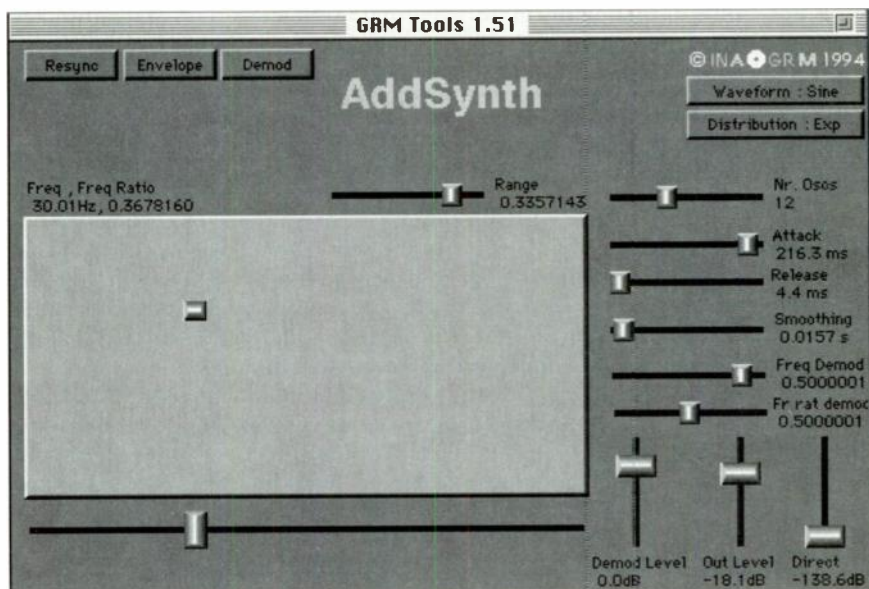 GRM Tools 1.51
Resync Envelope Demod
© INA GRM 1994
AddSynth
Waveform : Sine
Distribution : Exp
Freq , Freq Ratio
30.01Hz, 0.3678160
Range
0.3357143
Nr. Oscs
12
Attack
216.3 ms
Release
4.4 ms
Smoothing
0.0157 s
Freq Demod
0.5000001
Fr rat demod
0.5000001
Demod Level
0.0dB
Out Level
-18.1dB
Direct
-138.6dB